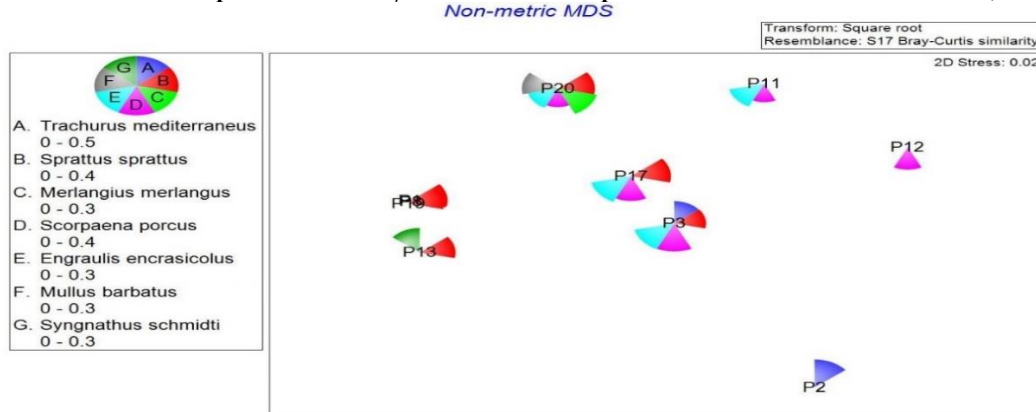 Non-metric MDS
Transform: Square root
Resemblance: S17 Bray-Curtis similarity
2D Stress: 0.02
G A
F B
E C
D
A. Trachurus mediterraneus
0 - 0.5
B. Sprattus sprattus
0 - 0.4
C. Merlangius merlangus
0 - 0.3
D. Scorpaena porcus
0 - 0.4
E. Engraulis encrasicolus
0 - 0.3
F. Mullus barbatus
0 - 0.3
G. Syngnathus schmidti
0 - 0.3
P20
P11
P12
P17
P3
P13
P2